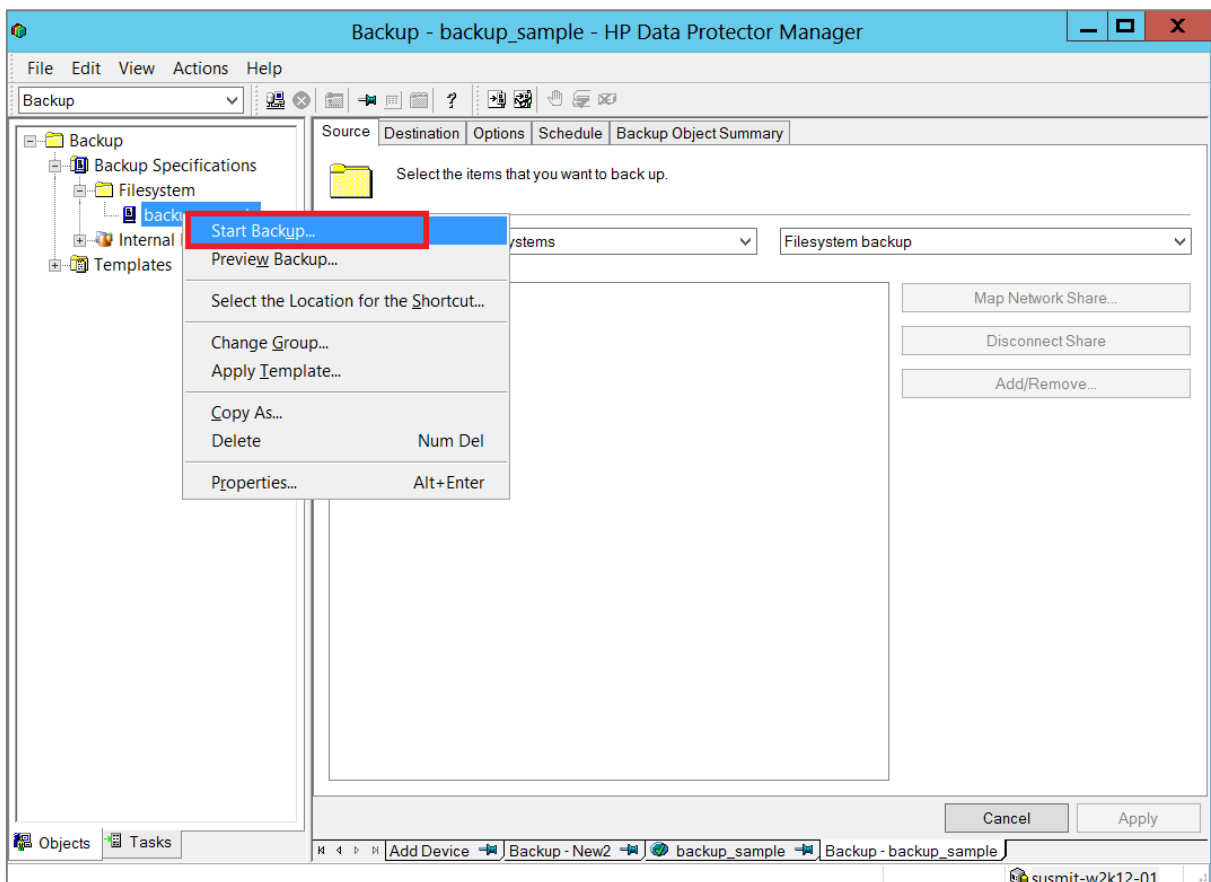 Backup - backup_sample - HP Data Protector Manager
File Edit View Actions Help
Backup
Source Destination Options Schedule Backup Object Summary
Backup
Backup Specifications
Filesystem
Internal
Templates
Select the items that you want to back up.
Filesystem backup
Start Backup...
Preview Backup...
Select the Location for the Shortcut...
Change Group...
Apply Template...
Copy As...
Delete Num Del
Properties... Alt+Enter
Map Network Share...
Disconnect Share
Add/Remove...
Cancel Apply
Objects Tasks
Add Device Backup - New2 backup_sample Backup - backup_sample
susmit-w2k12-01